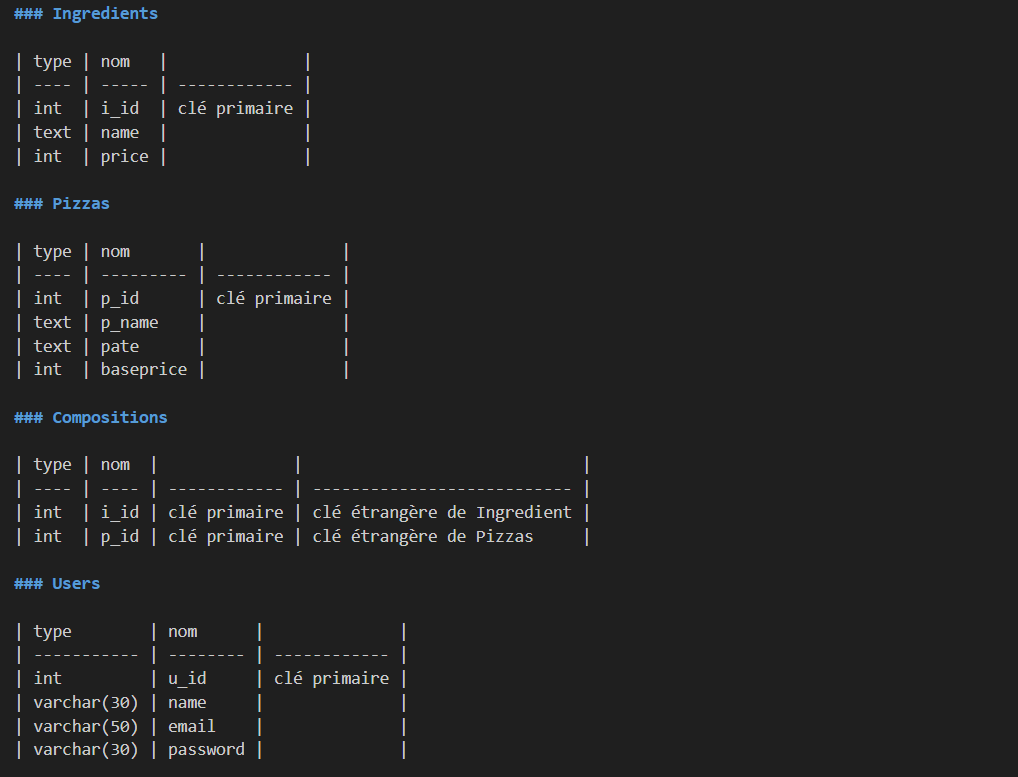 ### Ingredients
| type | nom   |              |
| ---- | ----- | ------------ |
| int  | i_id  | clé primaire |
| text | name  |              |
| int  | price |              |
### Pizzas
| type | nom       |              |
| ---- | --------- | ------------ |
| int  | p_id      | clé primaire |
| text | p_name    |              |
| text | pate      |              |
| int  | baseprice |              |
### Compositions
| type | nom  |              |                             |
| ---- | ---- | ------------ | --------------------------- |
| int  | i_id | clé primaire | clé étrangère de Ingredient |
| int  | p_id | clé primaire | clé étrangère de Pizzas     |
### Users
| type        | nom      |              |
| ----------- | -------- | ------------ |
| int         | u_id     | clé primaire |
| varchar(30) | name     |              |
| varchar(50) | email    |              |
| varchar(30) | password |              |